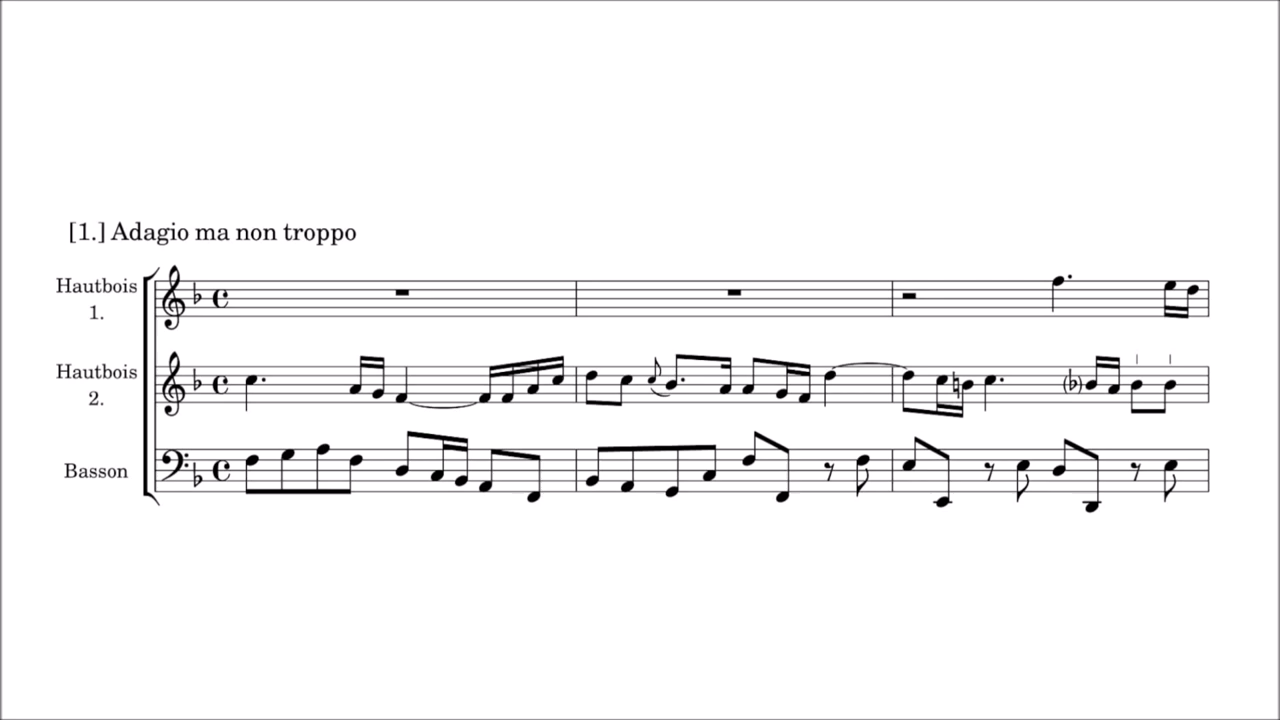 [1.] Adagio ma non troppo
Hautbois
1.
Hautbois
2.
Basson